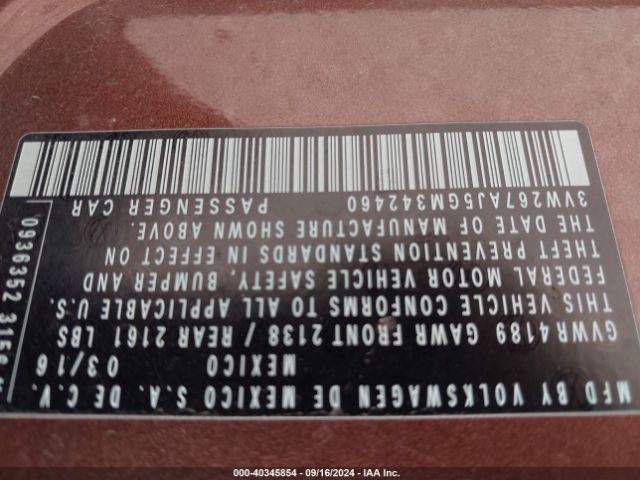 MFD BY VOLKSWAGEN DE MEXICO S.A. DE C.V.
MEXICO 03/16
GVWR 4189 GAWR FRONT 2138 / REAR 2161 LBS
THIS VEHICLE CONFORMS TO ALL APPLICABLE U.S.
FEDERAL MOTOR VEHICLE SAFETY, BUMPER AND
THEFT PREVENTION STANDARDS IN EFFECT ON
THE DATE OF MANUFACTURE SHOWN ABOVE.
3VW267AJ5GM342460 PASSENGER CAR
0936352
000-40345854 / 09/16/2024 - IAA Inc.